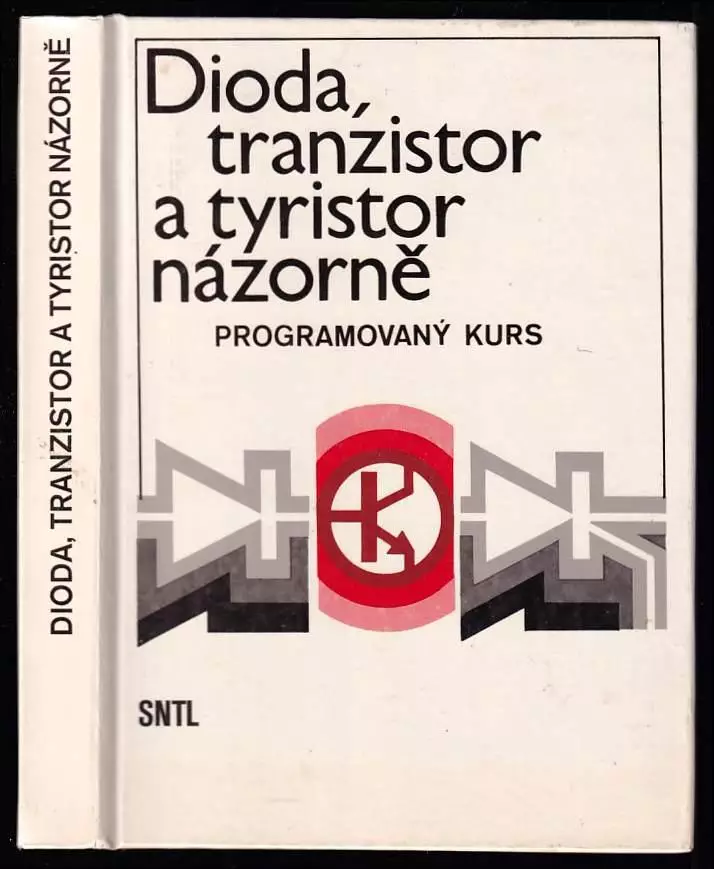 DIODA, TRANZISTOR A TYRISTOR NÁZORNĚ
Dioda,
tranzistor
a tyristor
názorně
PROGRAMOVANÝ KURS
SNTL